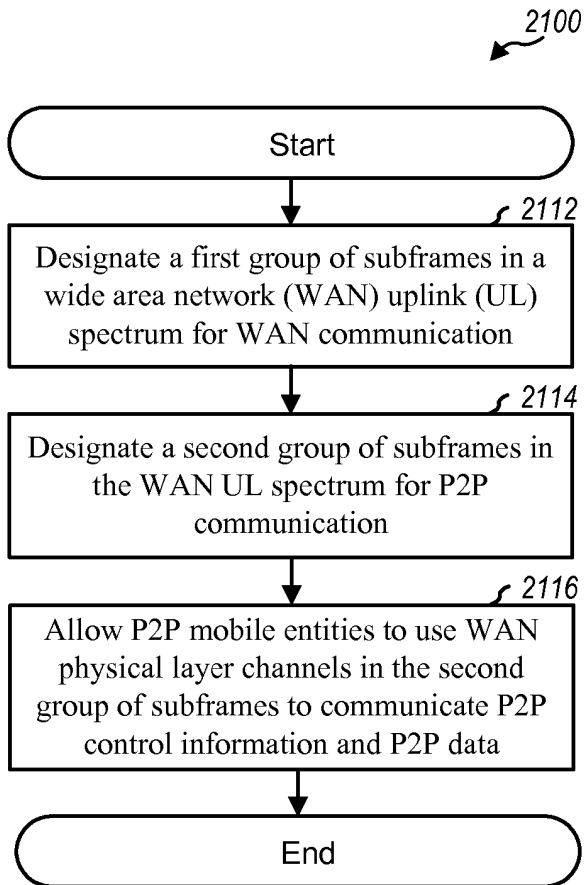 2100
Start
2112
Designate a first group of subframes in a
wide area network (WAN) uplink (UL)
spectrum for WAN communication
2114
Designate a second group of subframes in
the WAN UL spectrum for P2P
communication
2116
Allow P2P mobile entities to use WAN
physical layer channels in the second
group of subframes to communicate P2P
control information and P2P data
End